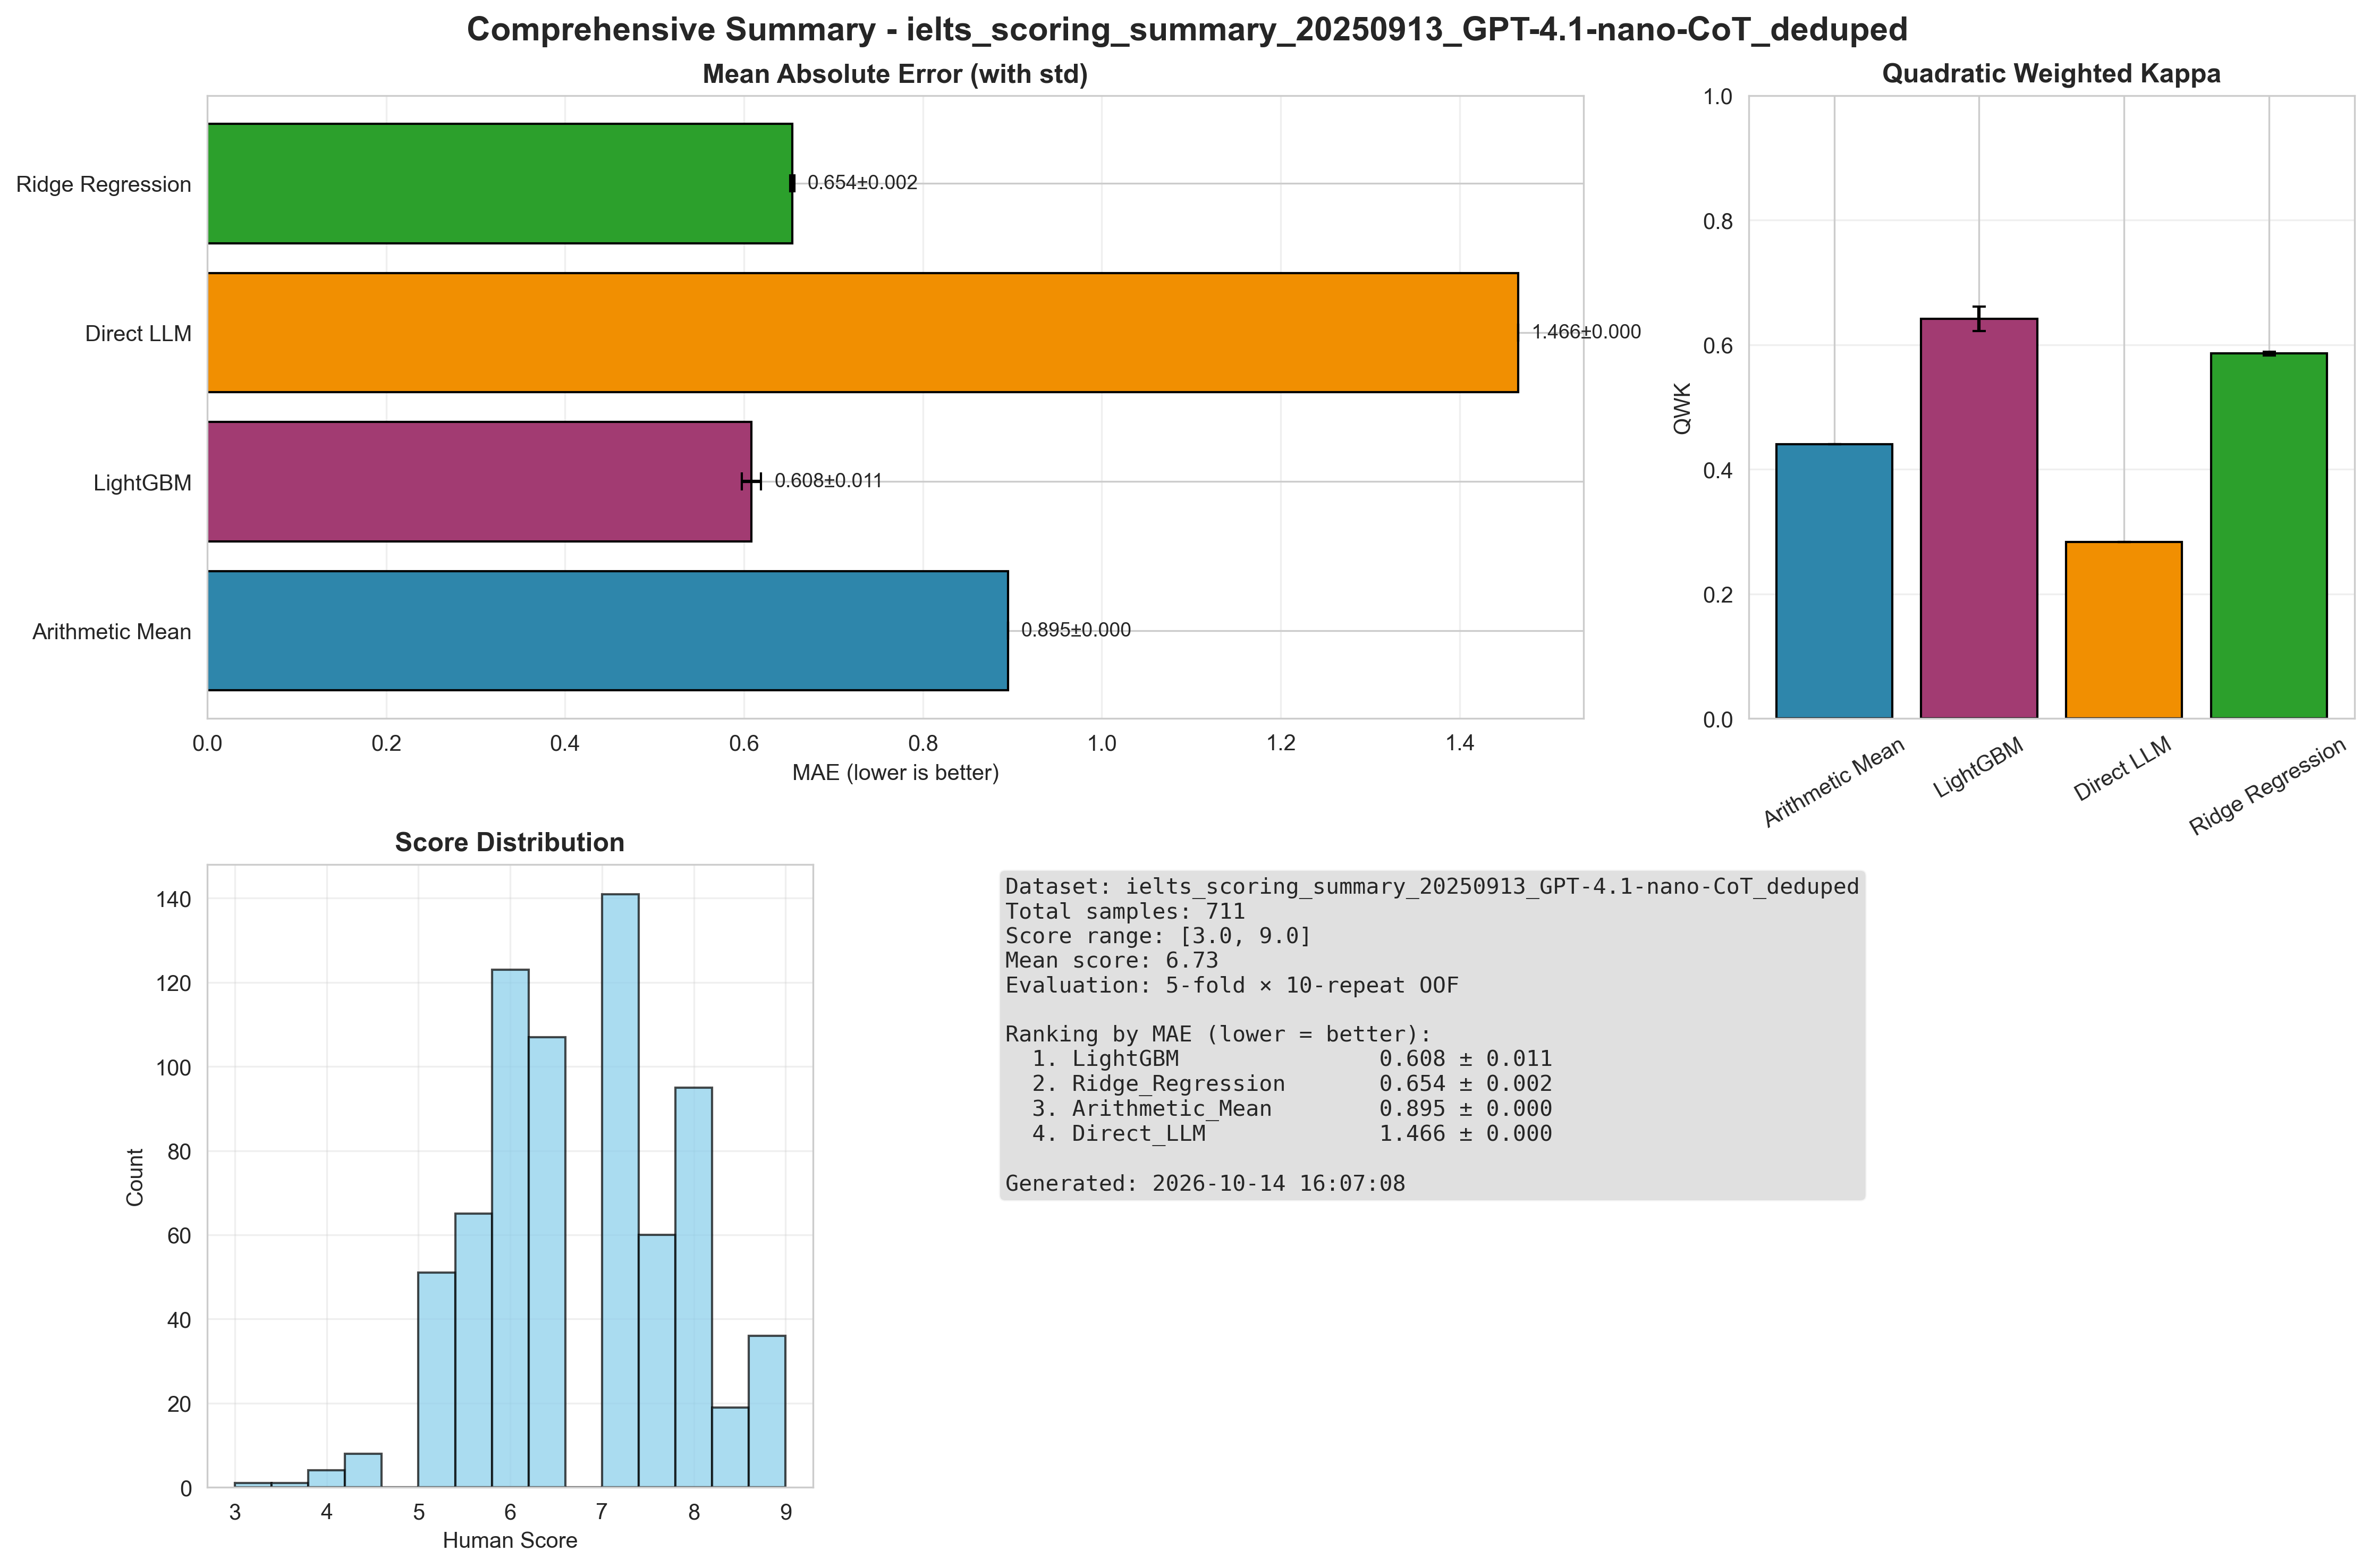 Comprehensive Summary - ielts_scoring_summary_20250913_GPT-4.1-nano-CoT_deduped
Mean Absolute Error (with std)
Ridge Regression
0.654±0.002
Direct LLM
1.466±0.000
LightGBM
0.608±0.011
Arithmetic Mean
0.895±0.000
0.0 0.2 0.4 0.6 0.8 1.0 1.2 1.4
MAE (lower is better)
Quadratic Weighted Kappa
1.0
0.8
0.6
0.4
0.2
0.0
QWK
Arithmetic Mean
LightGBM
Direct LLM
Ridge Regression
Score Distribution
140
120
100
80
60
40
20
0
Count
3 4 5 6 7 8 9
Human Score
Dataset: ielts_scoring_summary_20250913_GPT-4.1-nano-CoT_deduped
Total samples: 711
Score range: [3.0, 9.0]
Mean score: 6.73
Evaluation: 5-fold × 10-repeat OOF
Ranking by MAE (lower = better):
1. LightGBM 0.608 ± 0.011
2. Ridge_Regression 0.654 ± 0.002
3. Arithmetic_Mean 0.895 ± 0.000
4. Direct_LLM 1.466 ± 0.000
Generated: 2026-10-14 16:07:08